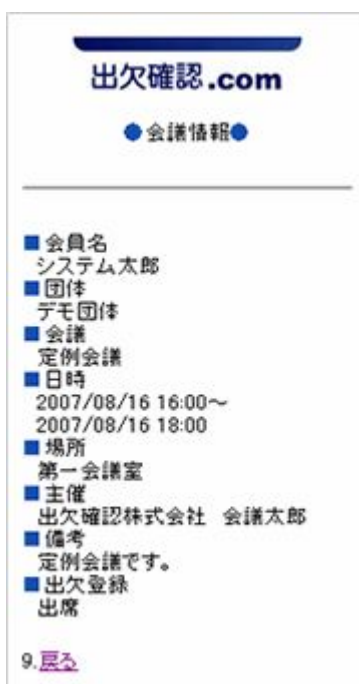 出欠確認.com
●会議情報●
■会員名
システム太郎
■団体
デモ団体
■会議
定例会議
■日時
2007/08/16 16:00～
2007/08/16 18:00
■場所
第一会議室
■主催
出欠確認株式会社　会議太郎
■備考
定例会議です。
■出欠登録
出席
9.戻る